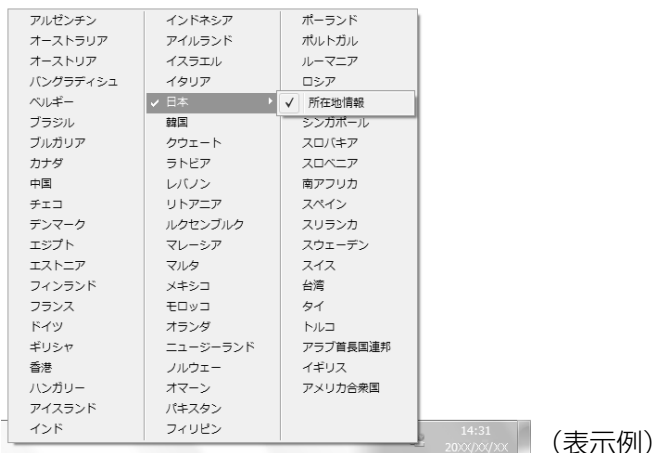 アルゼンチン
オーストラリア
オーストリア
バングラディシュ
ベルギー
ブラジル
ブルガリア
カナダ
中国
チェコ
デンマーク
エジプト
エストニア
フィンランド
フランス
ドイツ
ギリシャ
香港
ハンガリー
アイスランド
インド
インドネシア
アイルランド
イスラエル
イタリア
日本
韓国
クウェート
ラトビア
レバノン
リトアニア
ルクセンブルク
マレーシア
マルタ
メキシコ
モロッコ
オランダ
ニュージーランド
ノルウェー
オマーン
パキスタン
フィリピン
ポーランド
ポルトガル
ルーマニア
ロシア
所在地情報
シンガポール
スロバキア
スロベニア
南アフリカ
スペイン
スリランカ
スウェーデン
スイス
台湾
タイ
トルコ
アラブ首長国連邦
イギリス
アメリカ合衆国
14:31
20XX/XX/XX
(表示例)